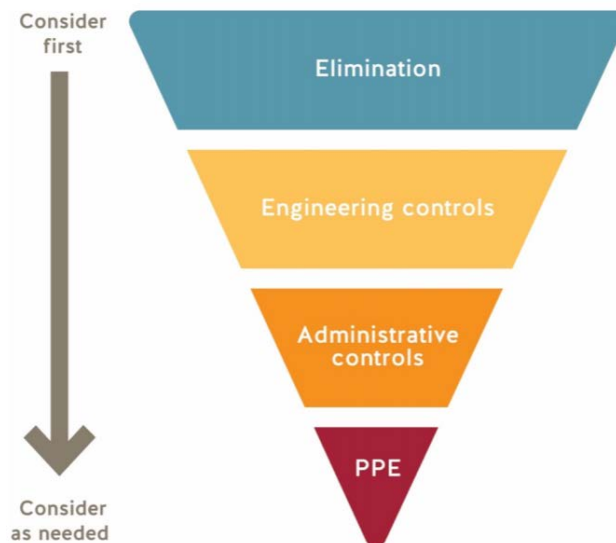 Consider
first
Elimination
Engineering controls
Administrative
controls
PPE
Consider
as needed